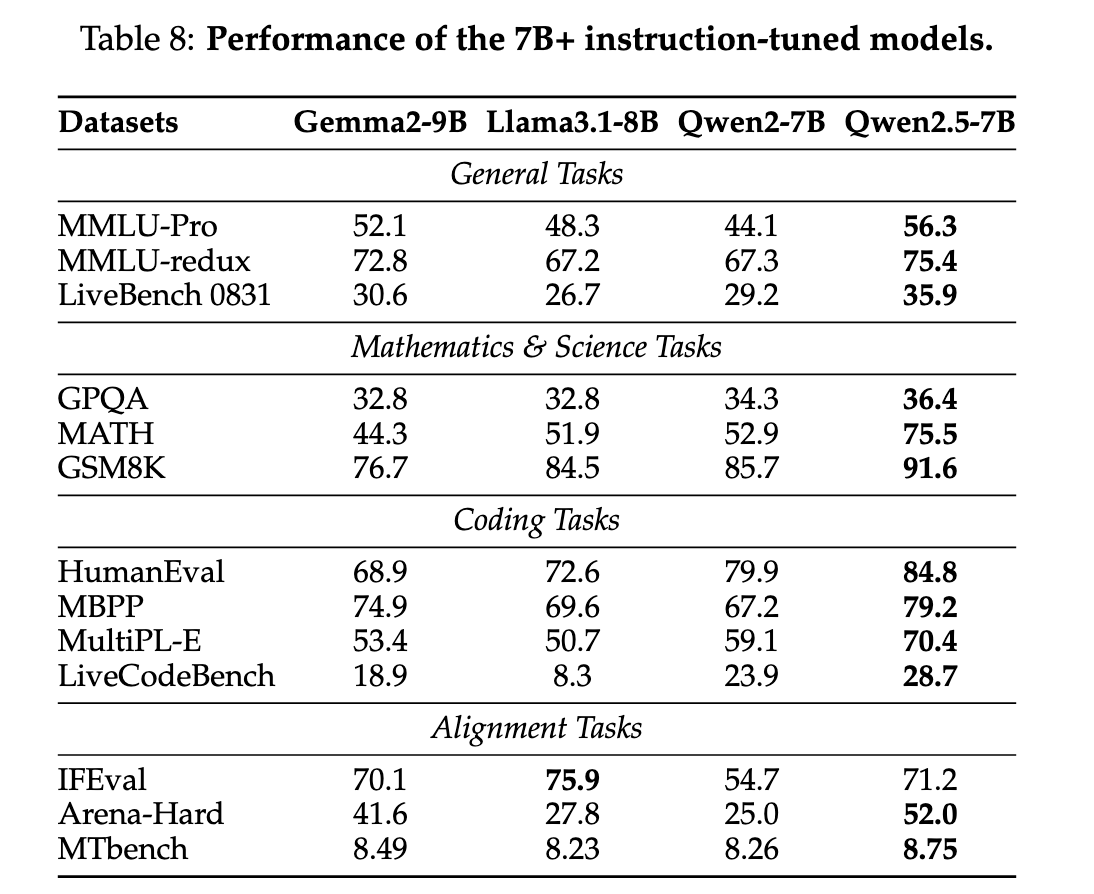 Table 8: Performance of the 7B+ instruction-tuned models.
Datasets Gemma2-9B Llama3.1-8B Qwen2-7B Qwen2.5-7B
General Tasks
MMLU-Pro 52.1 48.3 44.1 56.3
MMLU-redux 72.8 67.2 67.3 75.4
LiveBench 0831 30.6 26.7 29.2 35.9
Mathematics & Science Tasks
GPQA 32.8 32.8 34.3 36.4
MATH 44.3 51.9 52.9 75.5
GSM8K 76.7 84.5 85.7 91.6
Coding Tasks
HumanEval 68.9 72.6 79.9 84.8
MBPP 74.9 69.6 67.2 79.2
MultiPL-E 53.4 50.7 59.1 70.4
LiveCodeBench 18.9 8.3 23.9 28.7
Alignment Tasks
IFEval 70.1 75.9 54.7 71.2
Arena-Hard 41.6 27.8 25.0 52.0
MTbench 8.49 8.23 8.26 8.75